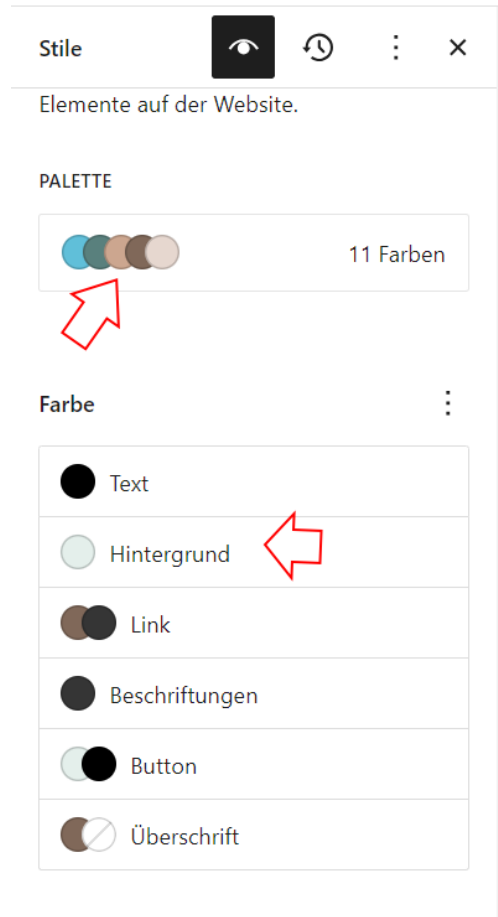 Stile
Elemente auf der Website.
PALETTE
11 Farben
Farbe
Text
Hintergrund
Link
Beschriftungen
Button
Überschrift